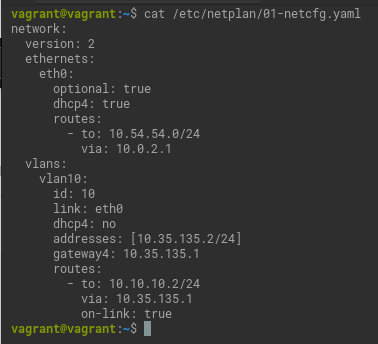 vagrant@vagrant:~$ cat /etc/netplan/01-netcfg.yaml
network:
  version: 2
  ethernets:
    eth0:
      optional: true
      dhcp4: true
      routes:
        - to: 10.54.54.0/24
          via: 10.0.2.1
  vlans:
    vlan10:
      id: 10
      link: eth0
      dhcp4: no
      addresses: [10.35.135.2/24]
      gateway4: 10.35.135.1
      routes:
        - to: 10.10.10.2/24
          via: 10.35.135.1
          on-link: true
vagrant@vagrant:~$